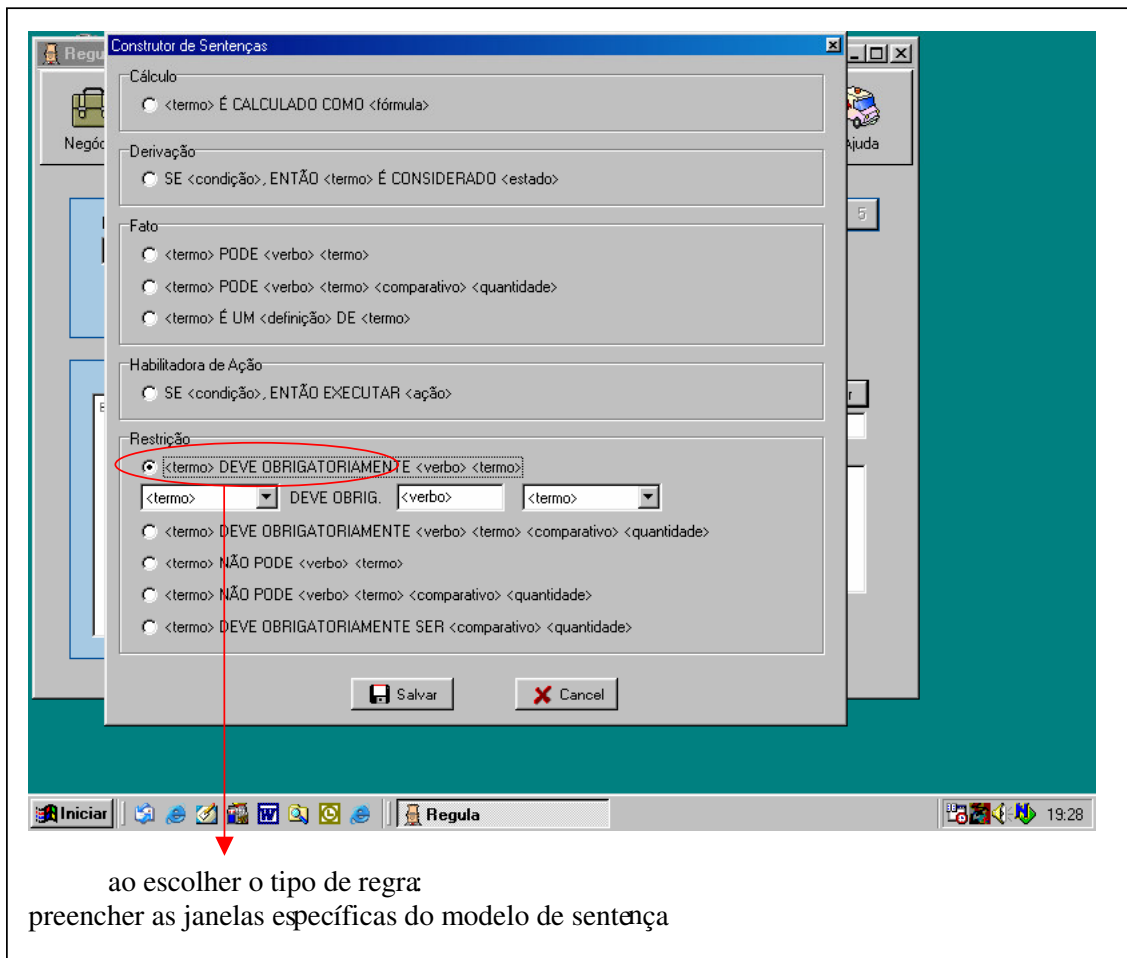 Construtor de Sentenças
Regu
Negóc
Ajuda
5
Cálculo
<termo> É CALCULADO COMO <fórmula>
Derivação
SE <condição>, ENTÃO <termo> É CONSIDERADO <estado>
Fato
<termo> PODE <verbo> <termo>
<termo> PODE <verbo> <termo> <comparativo> <quantidade>
<termo> É UM <definição> DE <termo>
Habilitadora de Ação
SE <condição>, ENTÃO EXECUTAR <ação>
Restrição
<termo> DEVE OBRIGATORIAMENTE <verbo> <termo>
<termo> DEVE OBRIG. <verbo> <termo>
<termo> DEVE OBRIGATORIAMENTE <verbo> <termo> <comparativo> <quantidade>
<termo> NÃO PODE <verbo> <termo>
<termo> NÃO PODE <verbo> <termo> <comparativo> <quantidade>
<termo> DEVE OBRIGATORIAMENTE SER <comparativo> <quantidade>
Salvar Cancel
Iniciar Regula 19:28
ao escolher o tipo de regra:
preencher as janelas específicas do modelo de sentença